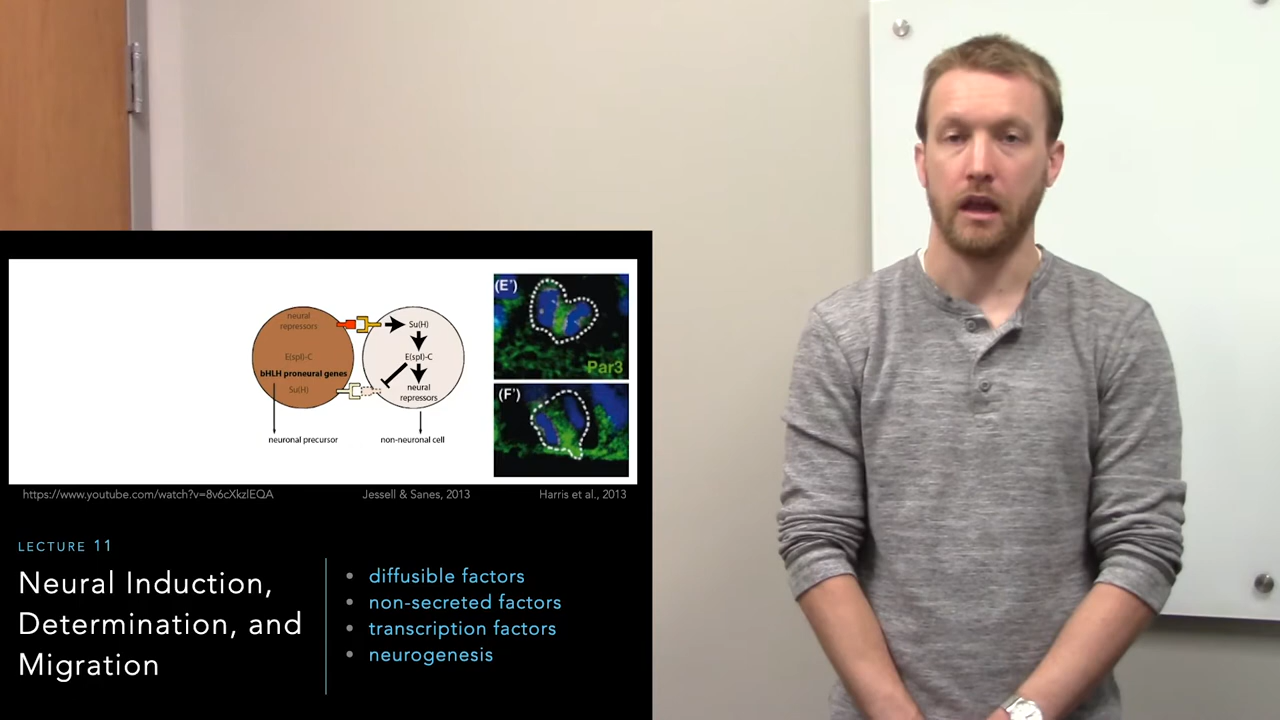 neural
repressors
Su(H)
E(spl)-C
E(spl)-C
bHLH proneural genes
Su(H)
neural
repressors
neuronal precursor
non-neuronal cell
(E')
Par3
(F')
https://www.youtube.com/watch?v=8v6cXkzlEQA
Jessell & Sanes, 2013
Harris et al., 2013
LECTURE 11
Neural Induction,
Determination, and
Migration
• diffusible factors
• non-secreted factors
• transcription factors
• neurogenesis